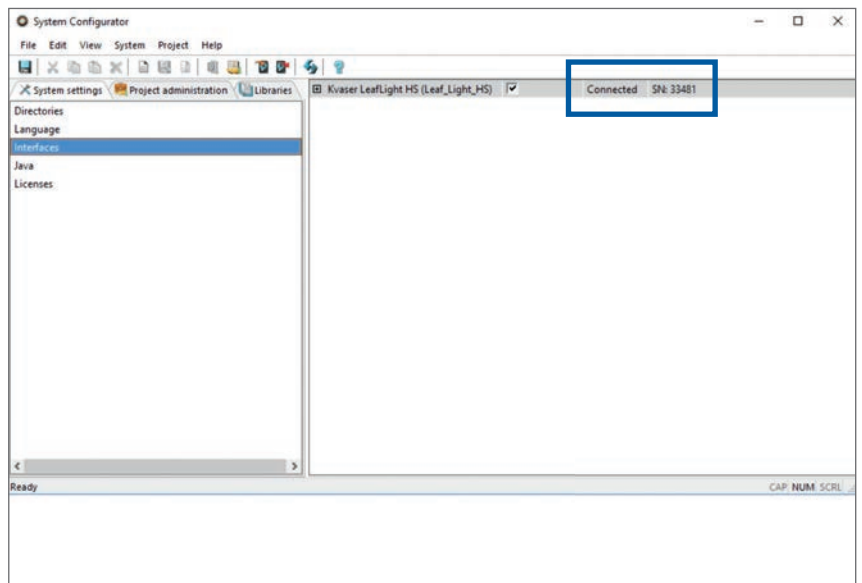 System Configurator
File Edit View System Project Help
System settings Project administration Libraries
Kvaser LeafLight HS (Leaf_Light_HS) Connected SN: 33481
Directories
Language
Interfaces
Java
Licenses
Ready CAP NUM SCRL